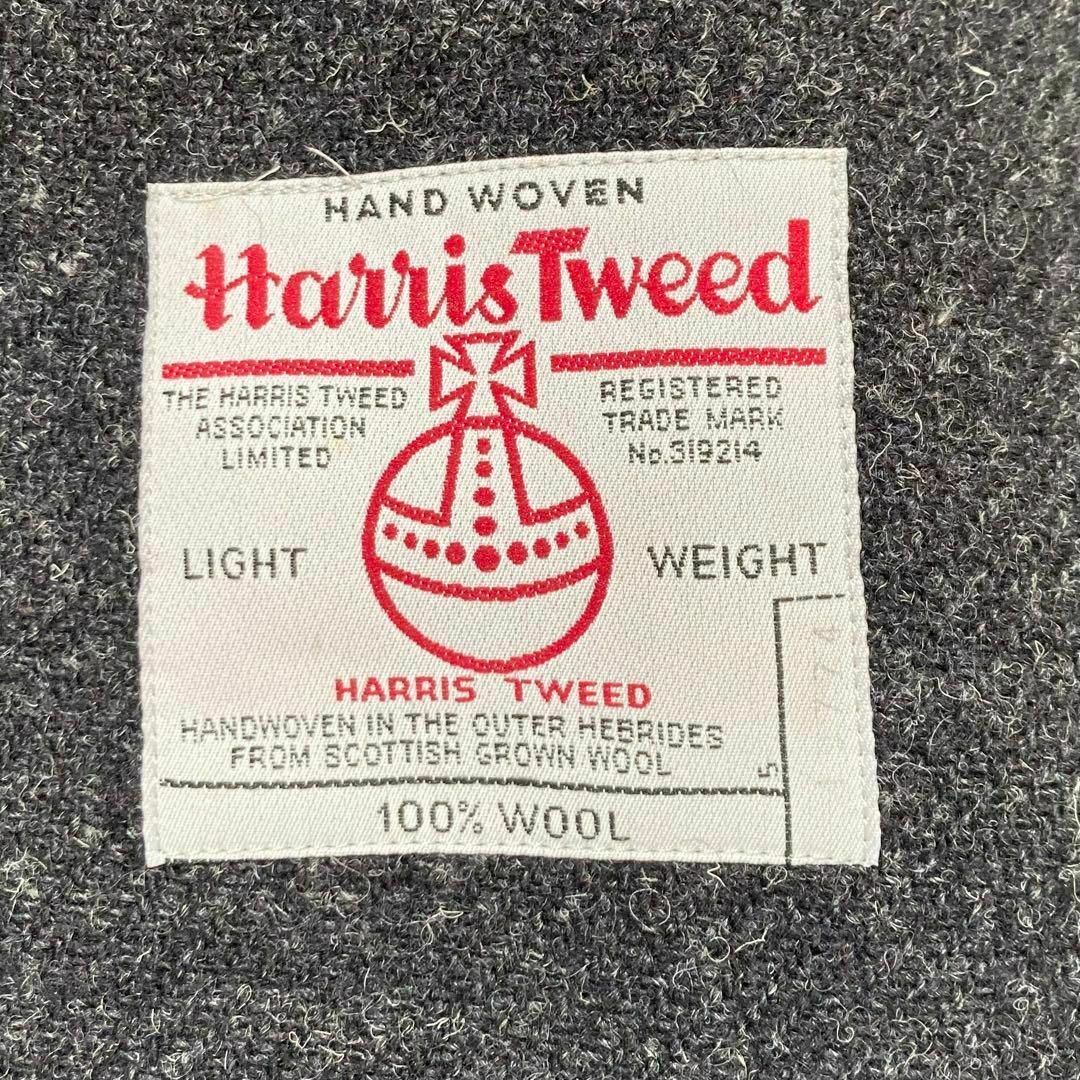 HAND WOVEN
Harris Tweed
THE HARRIS TWEED
ASSOCIATION
LIMITED
REGISTERED
TRADE MARK
No.319214
LIGHT WEIGHT
HARRIS TWEED
HANDWOVEN IN THE OUTER HEBRIDES
FROM SCOTTISH GROWN WOOL
5
100% WOOL